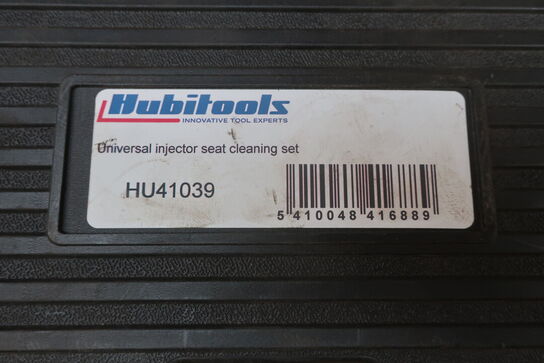 Hubitools
INNOVATIVE TOOL EXPERTS
Universal injector seat cleaning set
HU41039
5 410048 416889